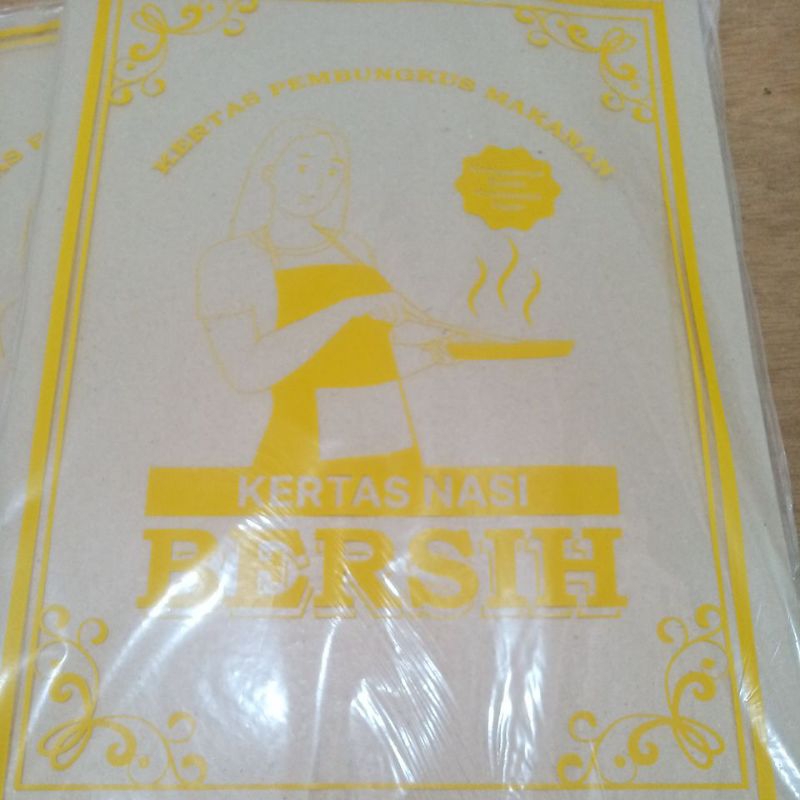 KERTAS PEMBUNGKUS MAKANAN
KERTAS NASI
BERSIH